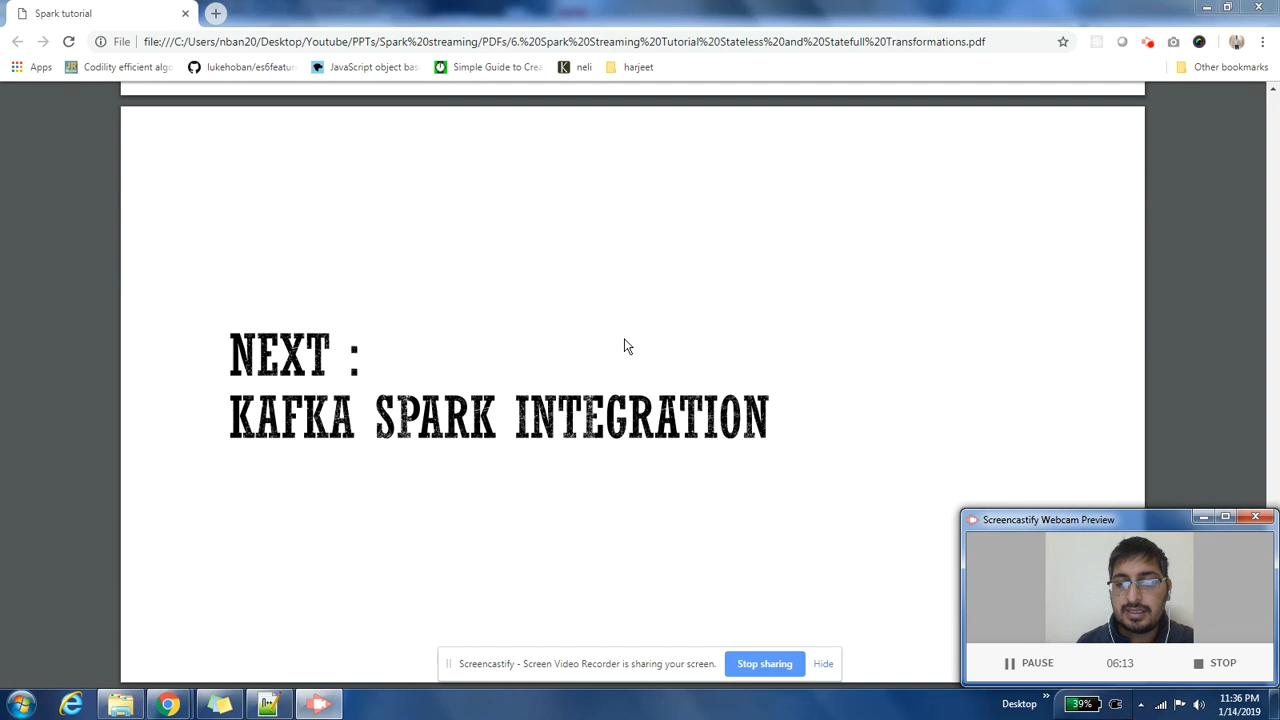 Spark tutorial
File
file:///C:/Users/nban20/Desktop/Youtube/PPTs/Spark%20streaming/PDFs/6.%20Spark%20Streaming%20Tutorial%20Stateless%20and%20Statefull%20Transformations.pdf
Apps
Codility efficient algo
lukehoban/es6featur
JavaScript object bas
Simple Guide to Crea
neli
harjeet
Other bookmarks
NEXT :
KAFKA SPARK INTEGRATION
Screencastify Webcam Preview
PAUSE
06:13
STOP
Screencastify - Screen Video Recorder is sharing your screen.
Stop sharing
Hide
Desktop
39%
11:36 PM
1/14/2019